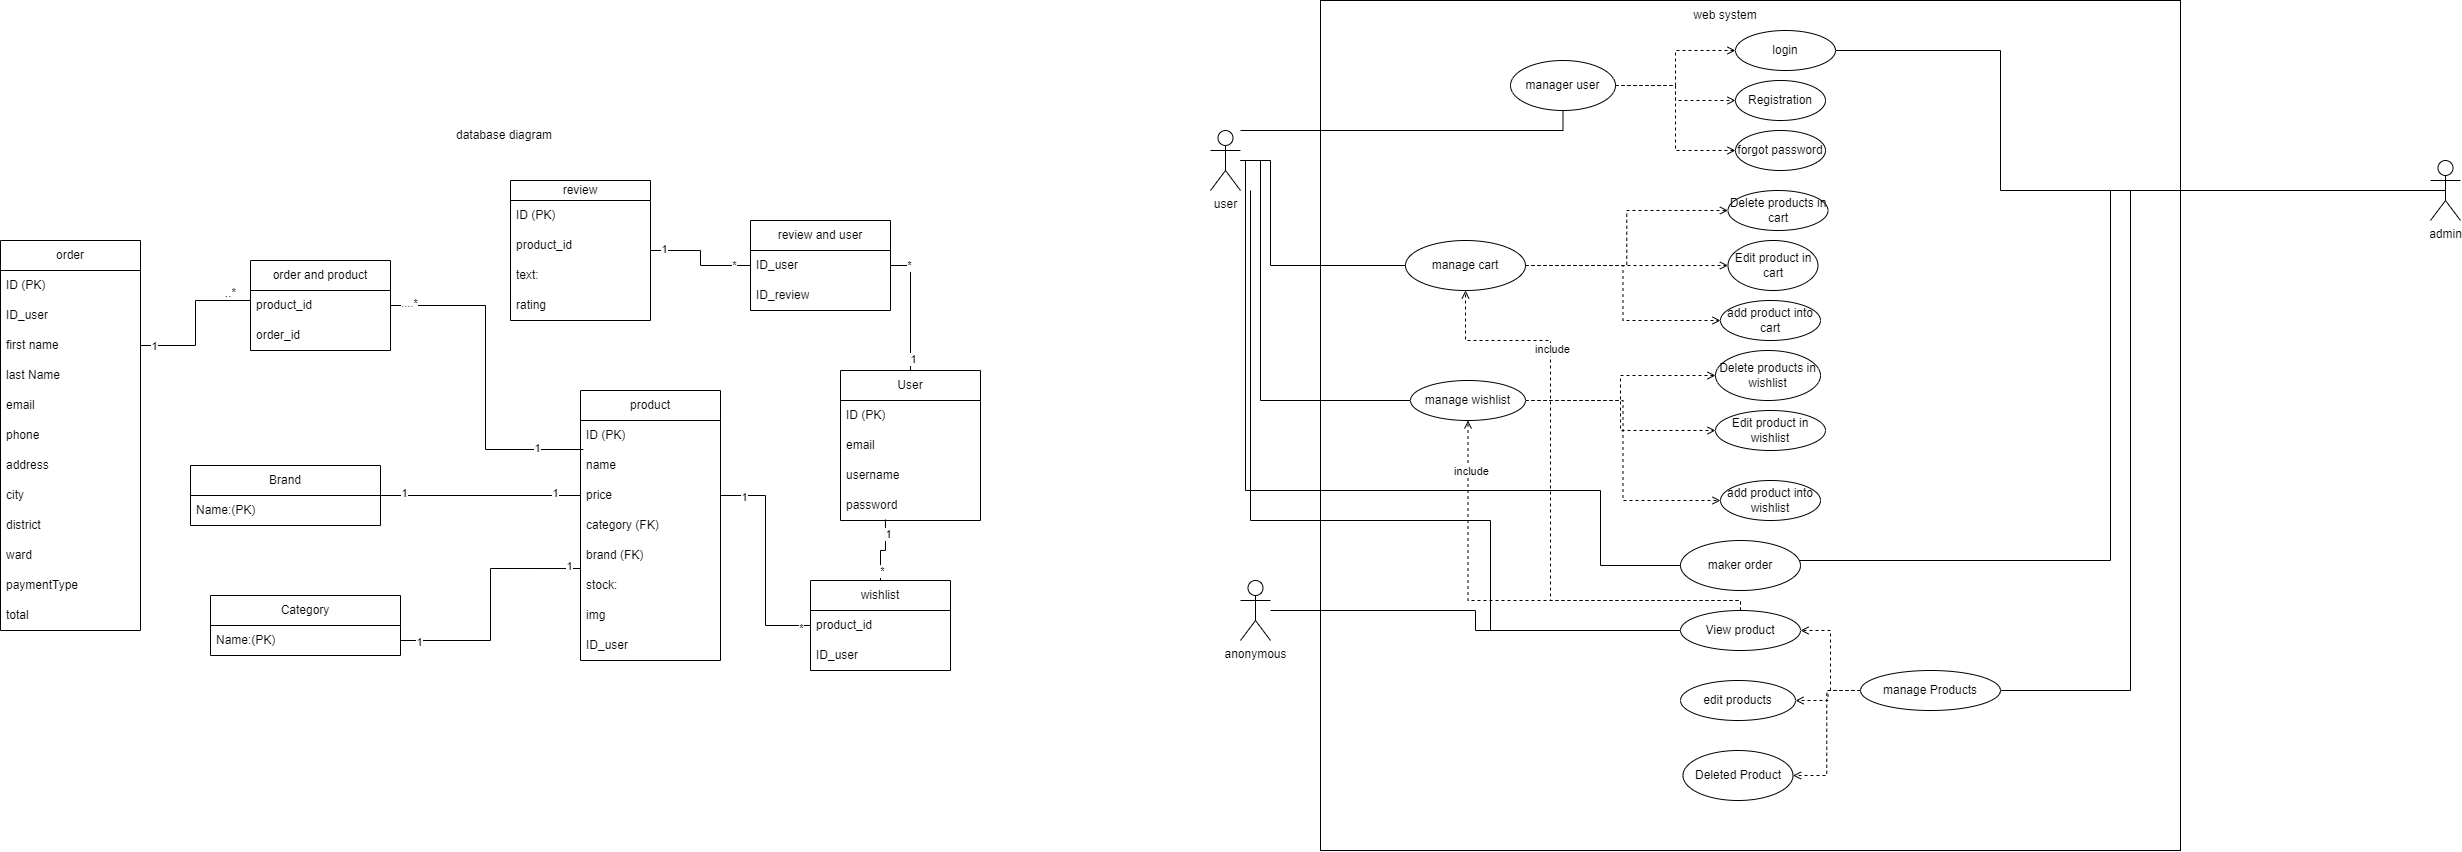 database diagram
order
ID (PK)
ID_user
first name
last Name
email
phone
address
city
district
ward
paymentType
total
1
..*
order and product
product_id
order_id
....*
1
review
ID (PK)
product_id
text:
rating
1
*
review and user
ID_user
ID_review
*
1
User
ID (PK)
email
username
password
1
*
wishlist
product_id
ID_user
product
ID (PK)
name
price
category (FK)
brand (FK)
stock:
img
ID_user
1
*
Brand
Name:(PK)
1
1
Category
Name:(PK)
1
1
web system
login
manager user
Registration
forgot password
user
admin
Delete products in
cart
manage cart
Edit product in
cart
add product into
cart
include
Delete products in
wishlist
manage wishlist
Edit product in
wishlist
include
add product into
wishlist
maker order
anonymous
View product
manage Products
edit products
Deleted Product